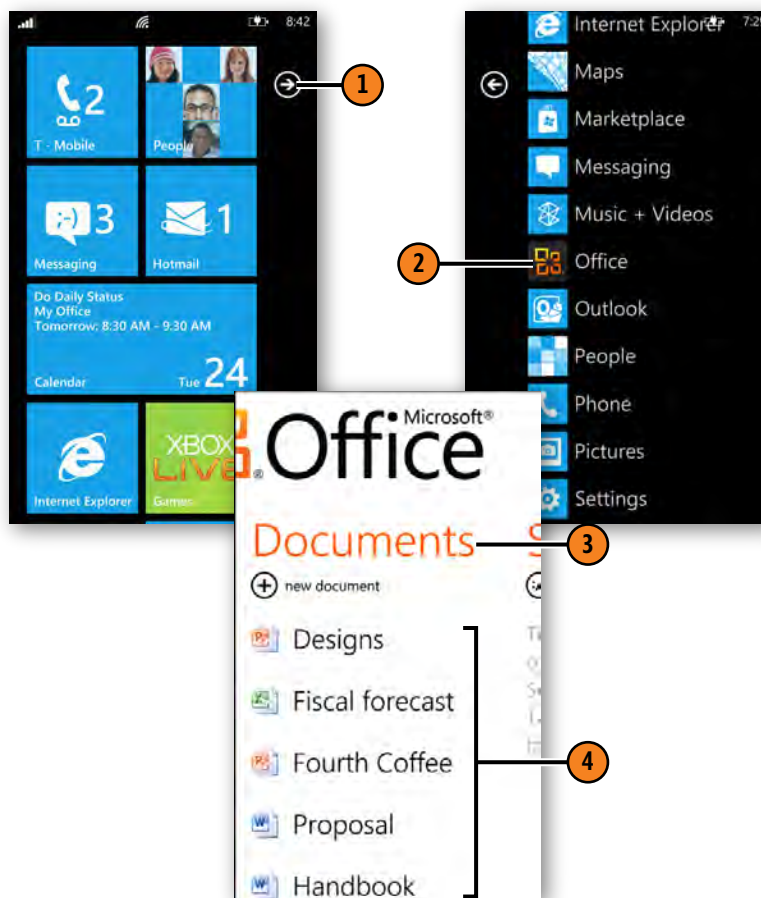 8:42
2
T - Mobile
People
;-) 3
Messaging
1
Hotmail
Do Daily Status
My Office
Tomorrow: 8:30 AM - 9:30 AM
Calendar
Tue 24
Internet Explorer
XBOX
LIVE
Games
1
7:29
Internet Explorer
Maps
Marketplace
Messaging
Music + Videos
2
Office
Outlook
People
Phone
Pictures
Settings
Microsoft®
Office
Documents
3
new document
Designs
Fiscal forecast
Fourth Coffee
4
Proposal
Handbook